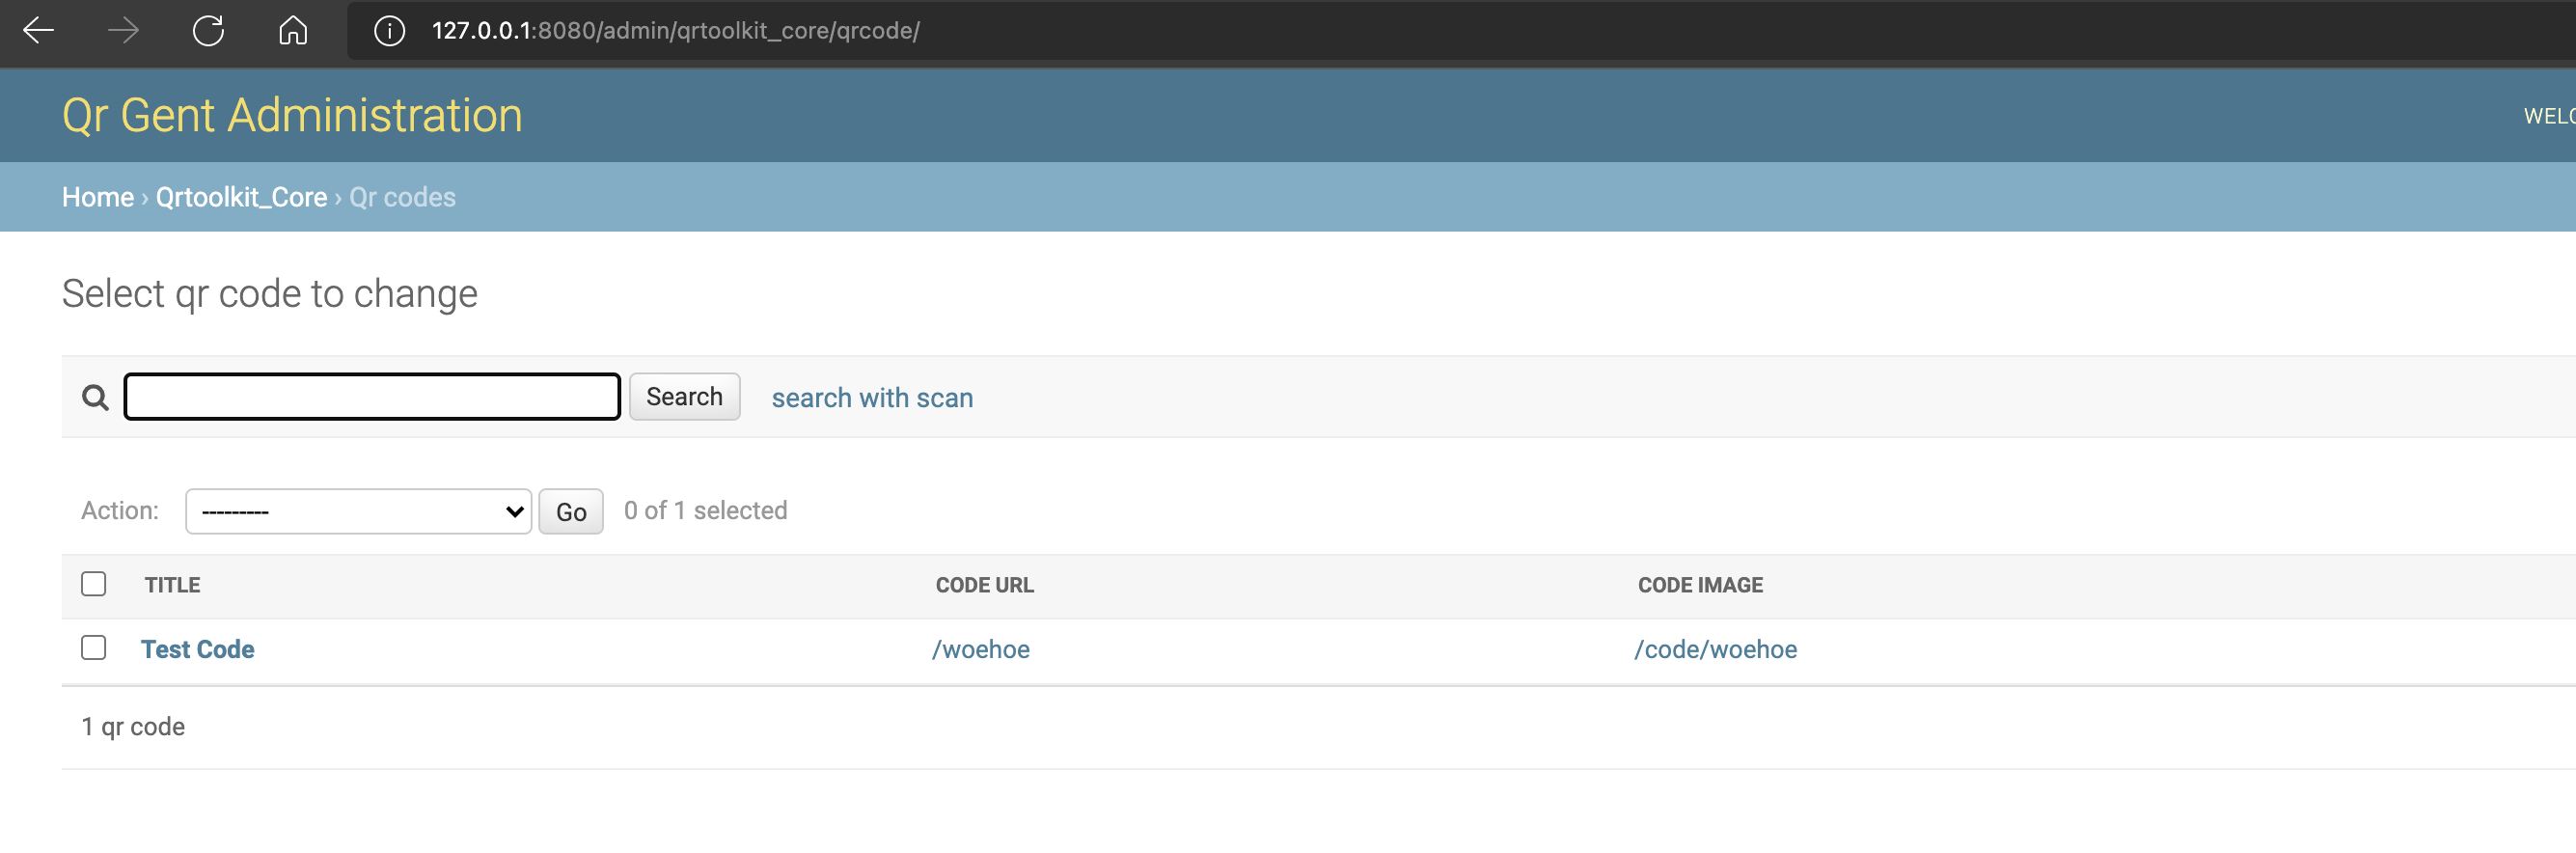 127.0.0.1:8080/admin/qrtoolkit_core/qrcode/
Qr Gent Administration
WELC
Home › Qrtoolkit_Core › Qr codes
Select qr code to change
Search search with scan
Action: --------- Go 0 of 1 selected
TITLE CODE URL CODE IMAGE
Test Code /woehoe /code/woehoe
1 qr code